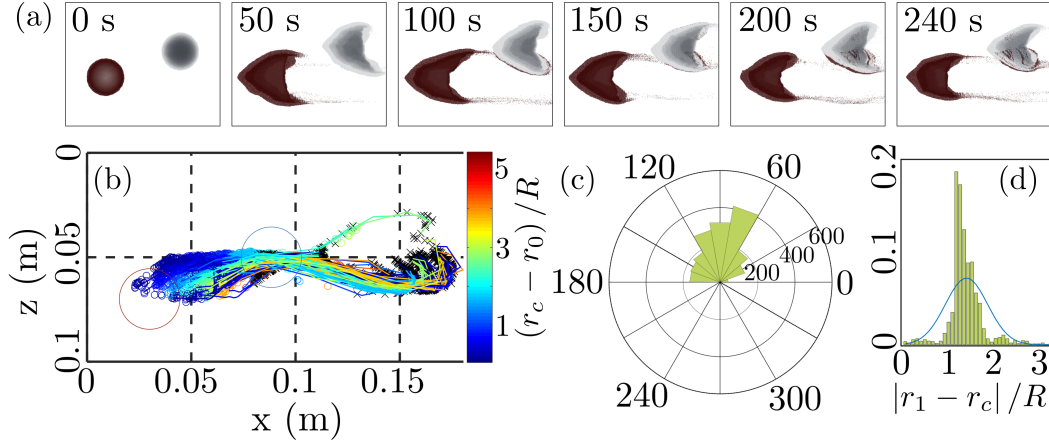 (a) 0 s 50 s 100 s 150 s 200 s 240 s
(b)
0
0.05
0.1
z (m)
0 0.05 0.1 0.15
x (m)
5
3
1
(r_c − r_0)/R
(c)
120 60
180 0
240 300
200 400 600
(d)
0.2
0.1
0
0 1 2 3
|r_1 − r_c|/R